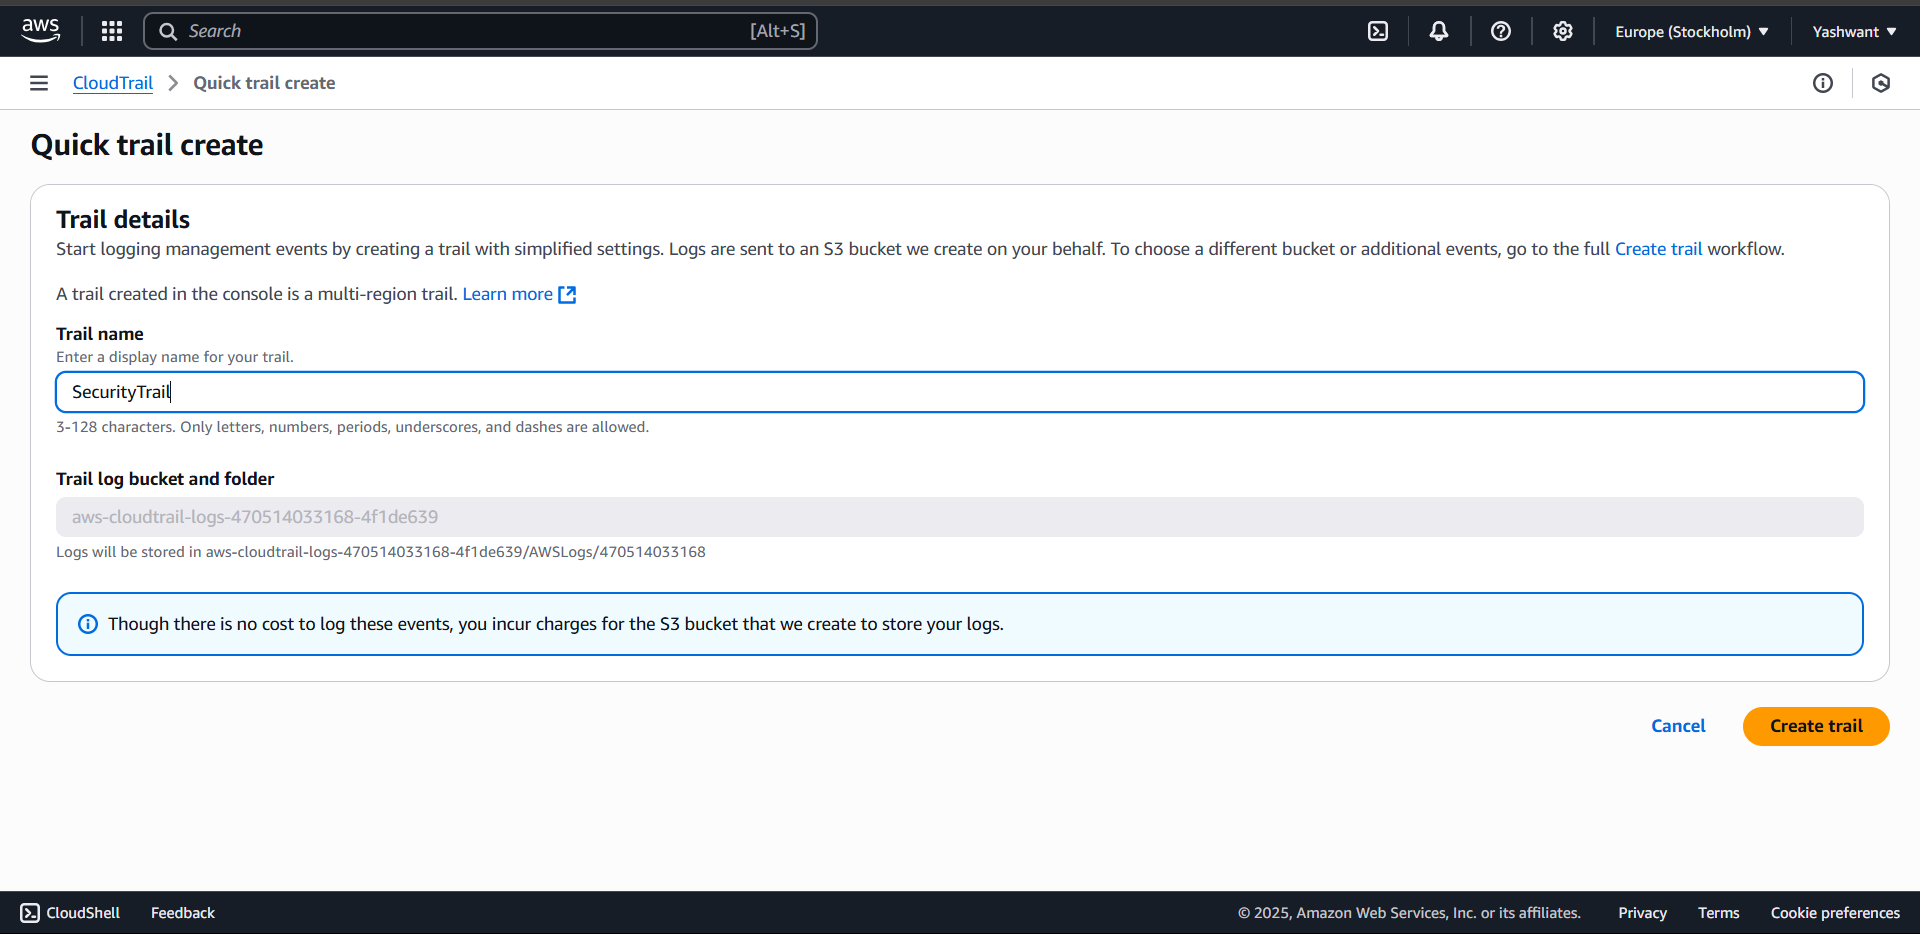 aws
Search [Alt+S] Europe (Stockholm) Yashwant
CloudTrail Quick trail create
Quick trail create
Trail details
Start logging management events by creating a trail with simplified settings. Logs are sent to an S3 bucket we create on your behalf. To choose a different bucket or additional events, go to the full Create trail workflow.
A trail created in the console is a multi-region trail. Learn more
Trail name
Enter a display name for your trail.
SecurityTrail
3-128 characters. Only letters, numbers, periods, underscores, and dashes are allowed.
Trail log bucket and folder
aws-cloudtrail-logs-470514033168-4f1de639
Logs will be stored in aws-cloudtrail-logs-470514033168-4f1de639/AWSLogs/470514033168
Though there is no cost to log these events, you incur charges for the S3 bucket that we create to store your logs.
Cancel Create trail
CloudShell Feedback © 2025, Amazon Web Services, Inc. or its affiliates. Privacy Terms Cookie preferences